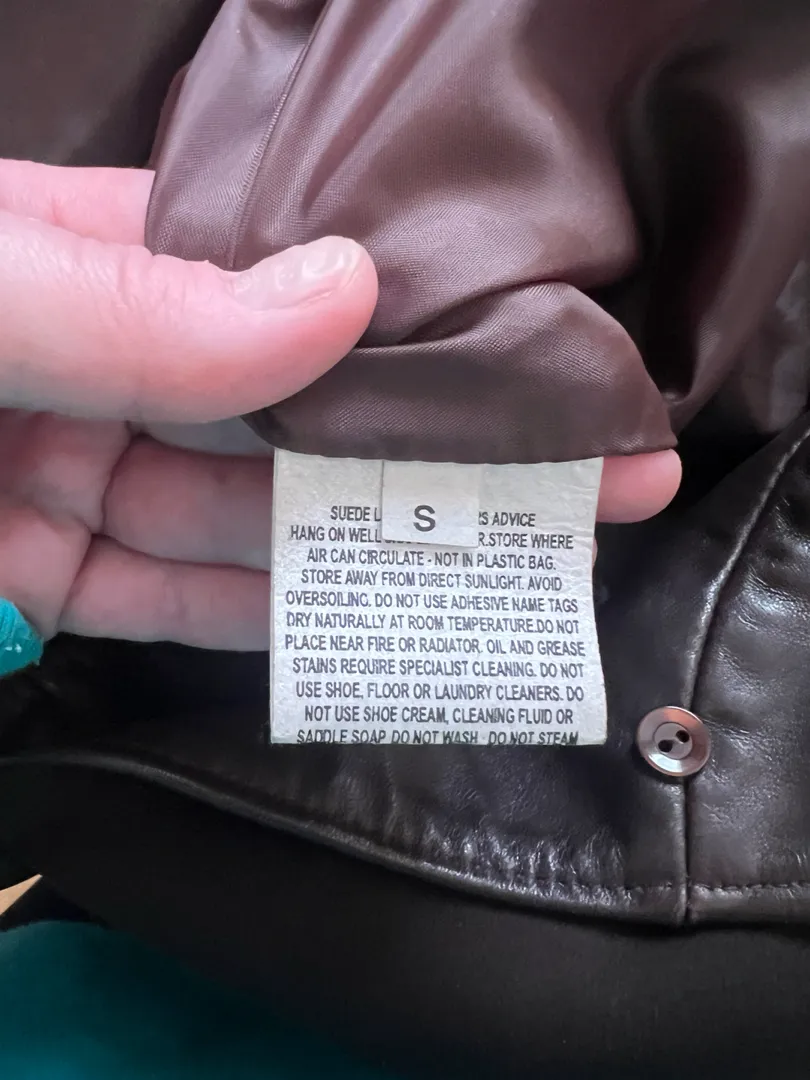 S
SUEDE
ADVICE
HANG ON WELL STORE WHERE
AIR CAN CIRCULATE - NOT IN PLASTIC BAG.
STORE AWAY FROM DIRECT SUNLIGHT. AVOID
OVERSOILING. DO NOT USE ADHESIVE NAME TAGS
DRY NATURALLY AT ROOM TEMPERATURE.DO NOT
PLACE NEAR FIRE OR RADIATOR. OIL AND GREASE
STAINS REQUIRE SPECIALIST CLEANING. DO NOT
USE SHOE, FLOOR OR LAUNDRY CLEANERS. DO
NOT USE SHOE CREAM, CLEANING FLUID OR
SADDLE SOAP. DO NOT WASH . DO NOT STEAM